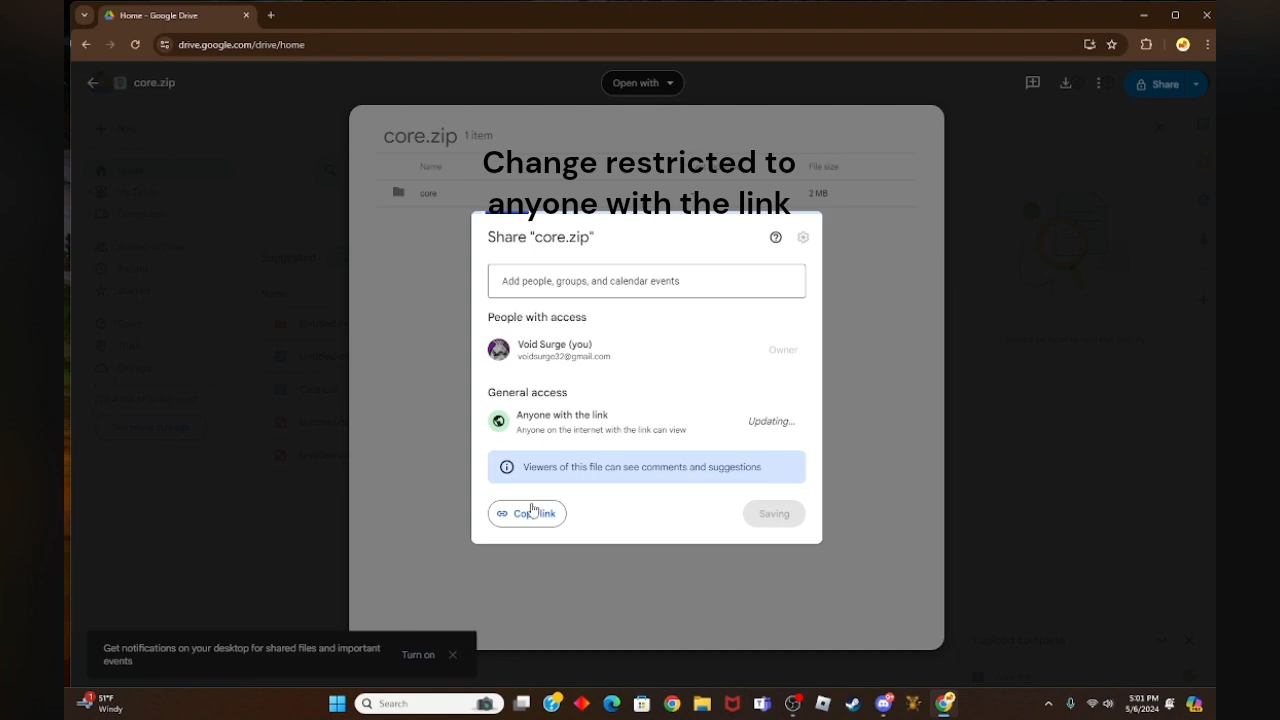 Home - Google Drive
drive.google.com/drive/home
core.zip
Open with
Share
core.zip 1 item
Name
File size
core
2 MB
Change restricted to
anyone with the link
Share "core.zip"
Add people, groups, and calendar events
People with access
Void Surge (you)
voidsurge32@gmail.com
Owner
General access
Anyone with the link
Anyone on the internet with the link can view
Updating...
Viewers of this file can see comments and suggestions
Copy link
Saving
Get notifications on your desktop for shared files and important
events
Turn on
1
51°F
Windy
Search
5:01 PM
5/6/2024